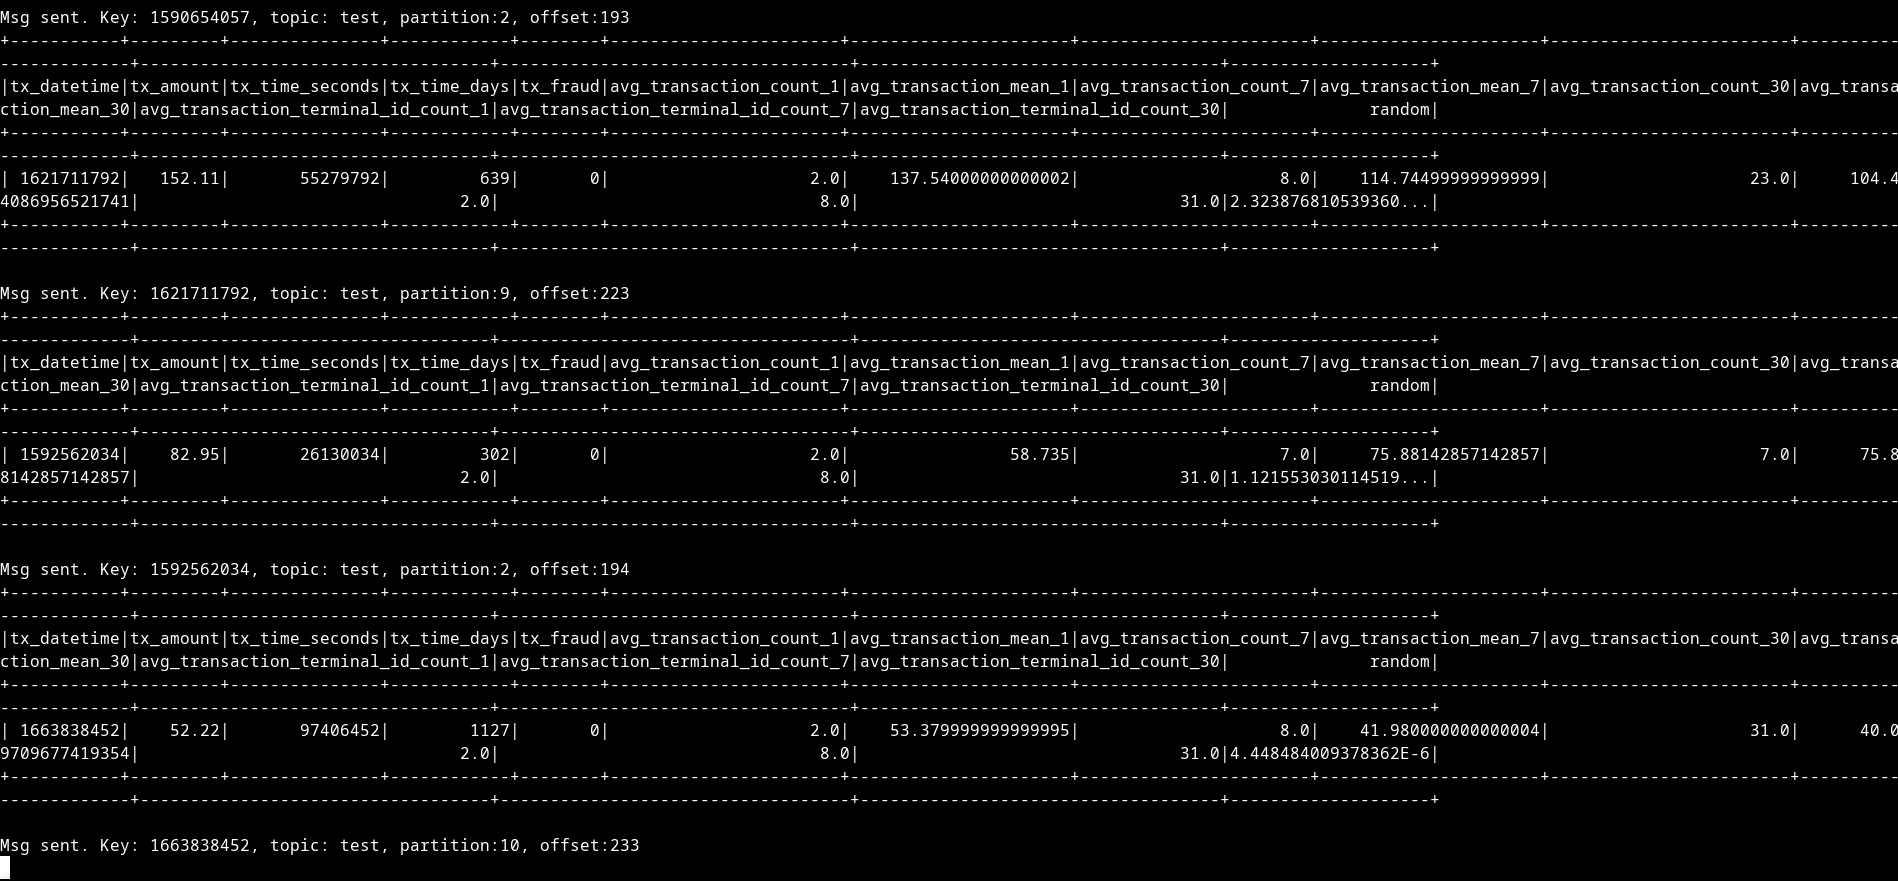 Msg sent. Key: 1590654057, topic: test, partition:2, offset:193
+-----------+---------+---------------+------------+--------+-----------------------+----------------------+-----------------------+----------------------+------------------------+----------
-------------+-----------------------------------+-----------------------------------+------------------------------------+--------------------+
|tx_datetime|tx_amount|tx_time_seconds|tx_time_days|tx_fraud|avg_transaction_count_1|avg_transaction_mean_1|avg_transaction_count_7|avg_transaction_mean_7|avg_transaction_count_30|avg_transa
ction_mean_30|avg_transaction_terminal_id_count_1|avg_transaction_terminal_id_count_7|avg_transaction_terminal_id_count_30|              random|
+-----------+---------+---------------+------------+--------+-----------------------+----------------------+-----------------------+----------------------+------------------------+----------
-------------+-----------------------------------+-----------------------------------+------------------------------------+--------------------+
| 1621711792|   152.11|       55279792|         639|       0|                    2.0|    137.54000000000002|                    8.0|    114.74499999999999|                    23.0|     104.4
4086956521741|                                2.0|                                8.0|                                31.0|2.323876810539360...|
+-----------+---------+---------------+------------+--------+-----------------------+----------------------+-----------------------+----------------------+------------------------+----------
-------------+-----------------------------------+-----------------------------------+------------------------------------+--------------------+
Msg sent. Key: 1621711792, topic: test, partition:9, offset:223
+-----------+---------+---------------+------------+--------+-----------------------+----------------------+-----------------------+----------------------+------------------------+----------
-------------+-----------------------------------+-----------------------------------+------------------------------------+--------------------+
|tx_datetime|tx_amount|tx_time_seconds|tx_time_days|tx_fraud|avg_transaction_count_1|avg_transaction_mean_1|avg_transaction_count_7|avg_transaction_mean_7|avg_transaction_count_30|avg_transa
ction_mean_30|avg_transaction_terminal_id_count_1|avg_transaction_terminal_id_count_7|avg_transaction_terminal_id_count_30|              random|
+-----------+---------+---------------+------------+--------+-----------------------+----------------------+-----------------------+----------------------+------------------------+----------
-------------+-----------------------------------+-----------------------------------+------------------------------------+--------------------+
| 1592562034|    82.95|       26130034|         302|       0|                    2.0|                58.735|                    7.0|     75.88142857142857|                     7.0|      75.8
8142857142857|                                2.0|                                8.0|                                31.0|1.121553030114519...|
+-----------+---------+---------------+------------+--------+-----------------------+----------------------+-----------------------+----------------------+------------------------+----------
-------------+-----------------------------------+-----------------------------------+------------------------------------+--------------------+
Msg sent. Key: 1592562034, topic: test, partition:2, offset:194
+-----------+---------+---------------+------------+--------+-----------------------+----------------------+-----------------------+----------------------+------------------------+----------
-------------+-----------------------------------+-----------------------------------+------------------------------------+--------------------+
|tx_datetime|tx_amount|tx_time_seconds|tx_time_days|tx_fraud|avg_transaction_count_1|avg_transaction_mean_1|avg_transaction_count_7|avg_transaction_mean_7|avg_transaction_count_30|avg_transa
ction_mean_30|avg_transaction_terminal_id_count_1|avg_transaction_terminal_id_count_7|avg_transaction_terminal_id_count_30|              random|
+-----------+---------+---------------+------------+--------+-----------------------+----------------------+-----------------------+----------------------+------------------------+----------
-------------+-----------------------------------+-----------------------------------+------------------------------------+--------------------+
| 1663838452|    52.22|       97406452|        1127|       0|                    2.0|    53.379999999999995|                    8.0|    41.980000000000004|                    31.0|      40.0
9709677419354|                                2.0|                                8.0|                                31.0|4.448484009378362E-6|
+-----------+---------+---------------+------------+--------+-----------------------+----------------------+-----------------------+----------------------+------------------------+----------
-------------+-----------------------------------+-----------------------------------+------------------------------------+--------------------+
Msg sent. Key: 1663838452, topic: test, partition:10, offset:233